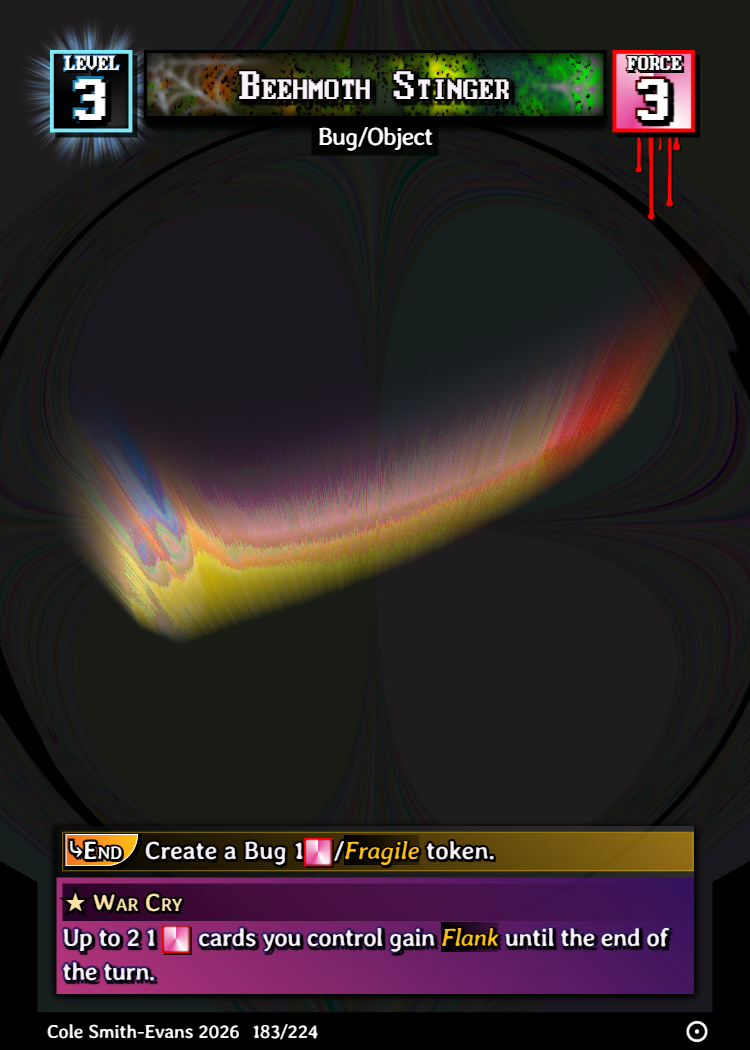 LEVEL
3
Beehmoth Stinger
FORCE
3
Bug/Object
↳End Create a Bug 1 /Fragile token.
★ War Cry
Up to 2 1 cards you control gain Flank until the end of
the turn.
Cole Smith-Evans 2026 183/224